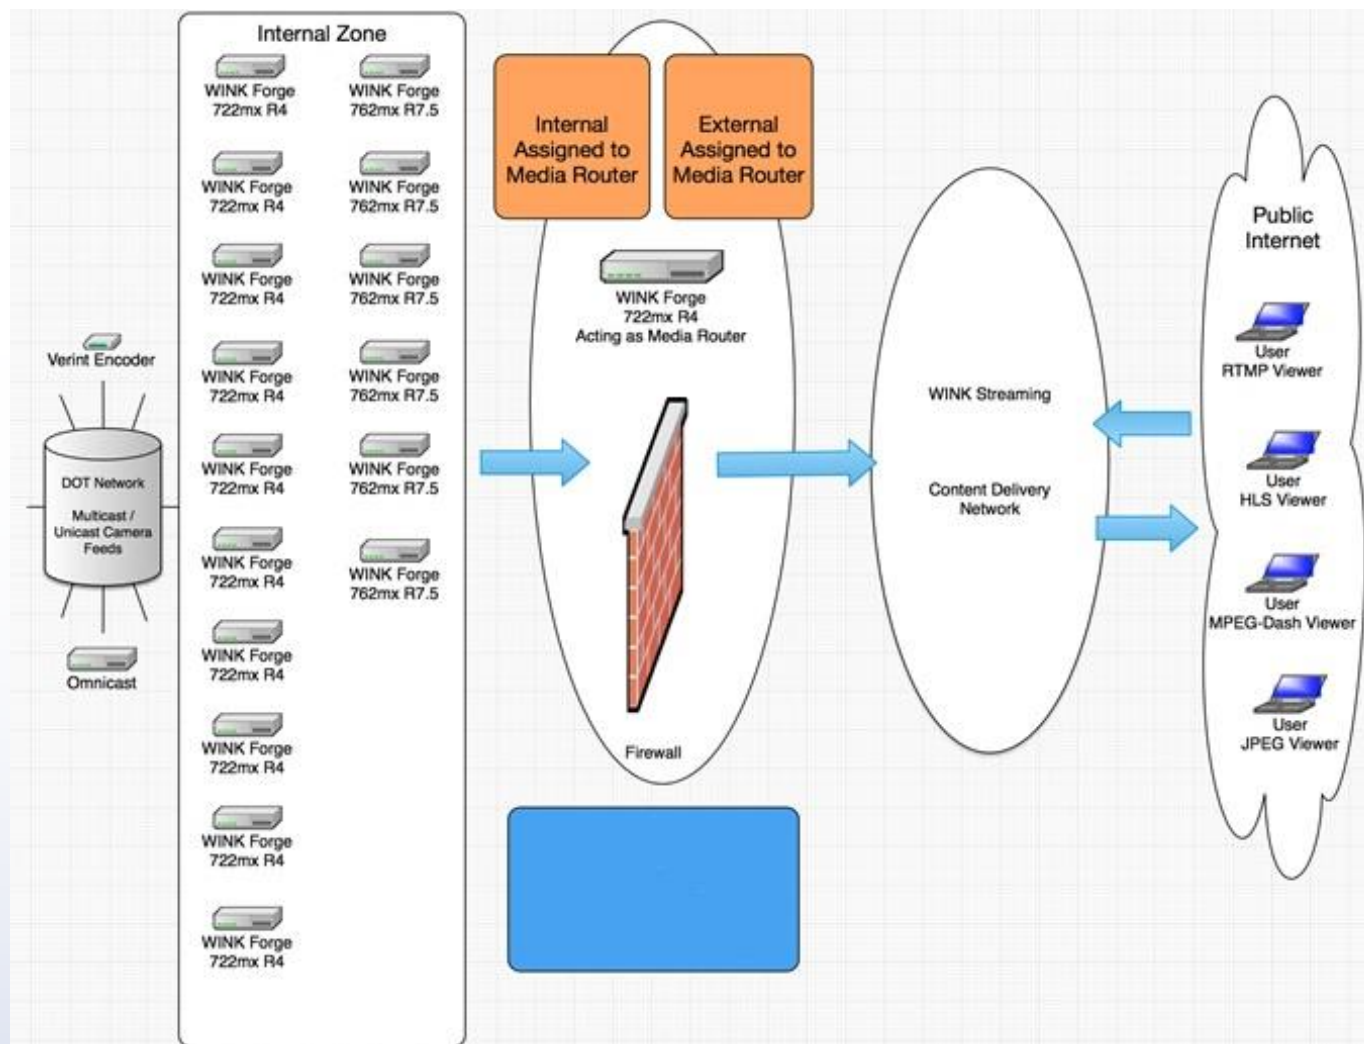 Internal Zone
WINK Forge
722mx R4
WINK Forge
762mx R7.5
WINK Forge
722mx R4
WINK Forge
762mx R7.5
WINK Forge
722mx R4
WINK Forge
762mx R7.5
WINK Forge
722mx R4
WINK Forge
762mx R7.5
WINK Forge
722mx R4
WINK Forge
762mx R7.5
WINK Forge
722mx R4
WINK Forge
762mx R7.5
WINK Forge
722mx R4
WINK Forge
722mx R4
WINK Forge
722mx R4
WINK Forge
722mx R4
Verint Encoder
DOT Network
Multicast /
Unicast Camera
Feeds
Omnicast
Internal
Assigned to
Media Router
External
Assigned to
Media Router
WINK Forge
722mx R4
Acting as Media Router
Firewall
WINK Streaming
Content Delivery
Network
Public
Internet
User
RTMP Viewer
User
HLS Viewer
User
MPEG-Dash Viewer
User
JPEG Viewer